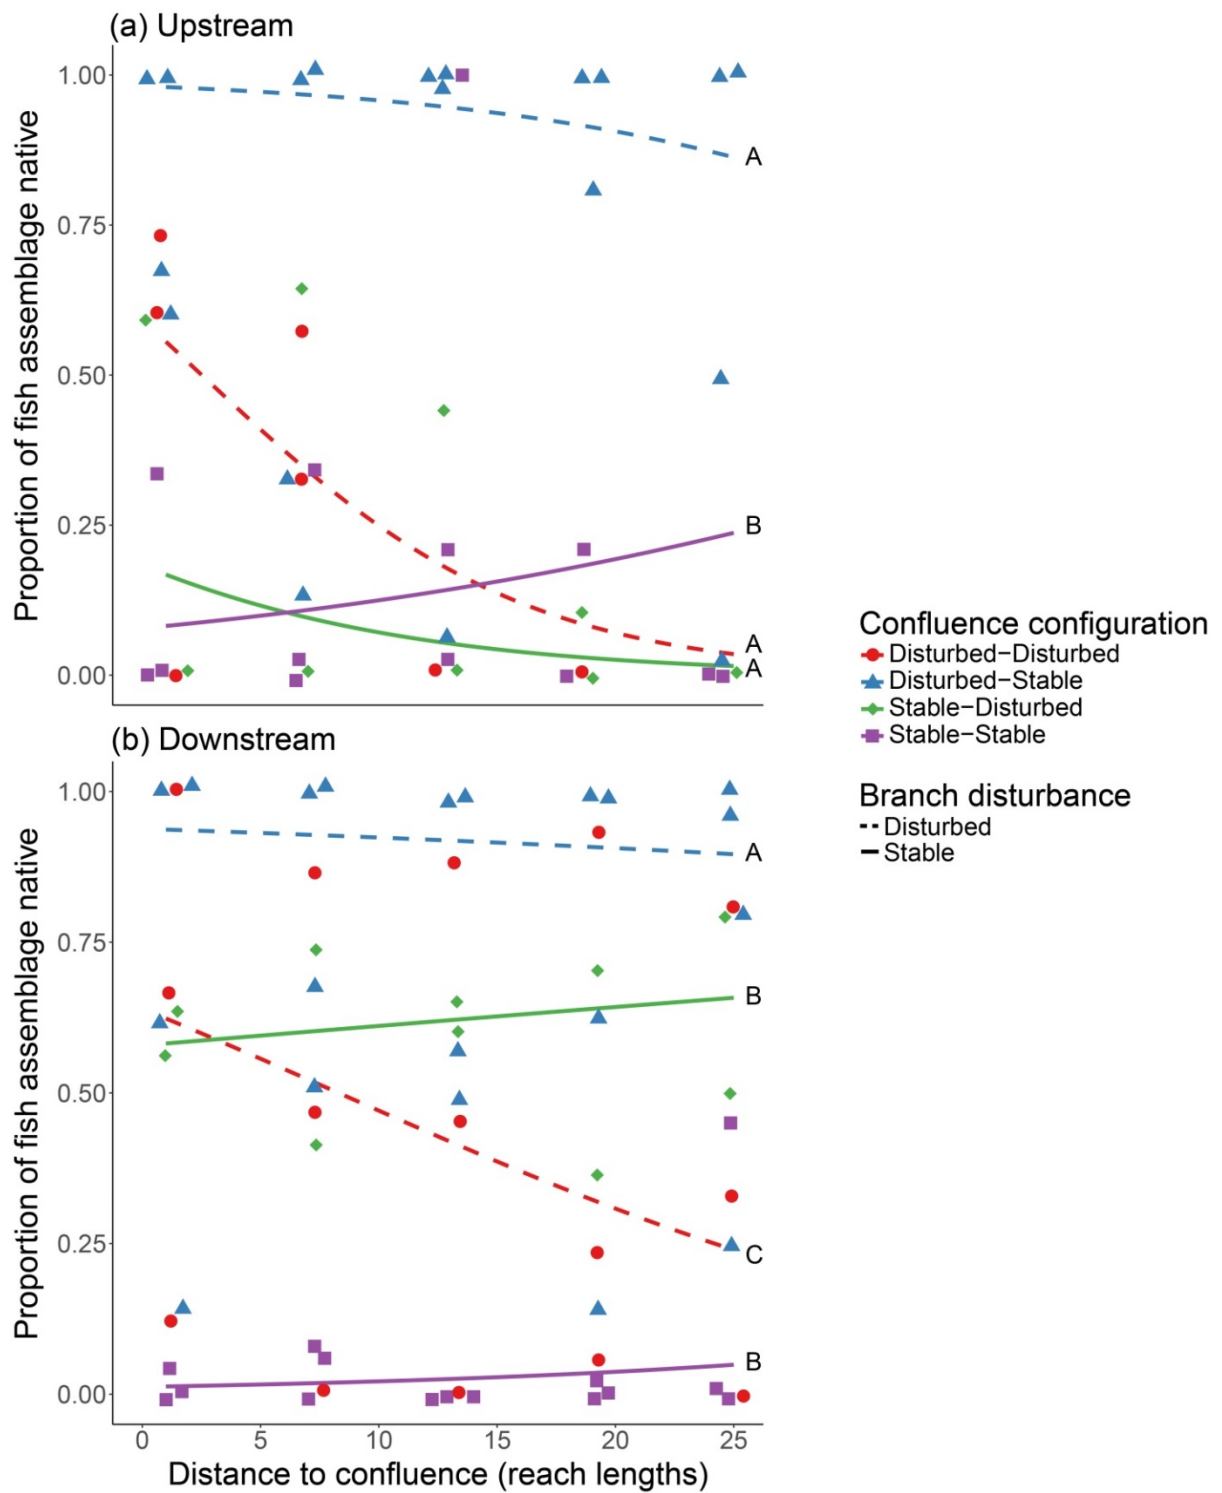 (a) Upstream
Proportion of fish assemblage native
1.00
0.75
0.50
0.25
0.00
A
B
A
A
(b) Downstream
Proportion of fish assemblage native
1.00
0.75
0.50
0.25
0.00
A
B
C
B
0 5 10 15 20 25
Distance to confluence (reach lengths)
Confluence configuration
Disturbed−Disturbed
Disturbed−Stable
Stable−Disturbed
Stable−Stable
Branch disturbance
Disturbed
Stable